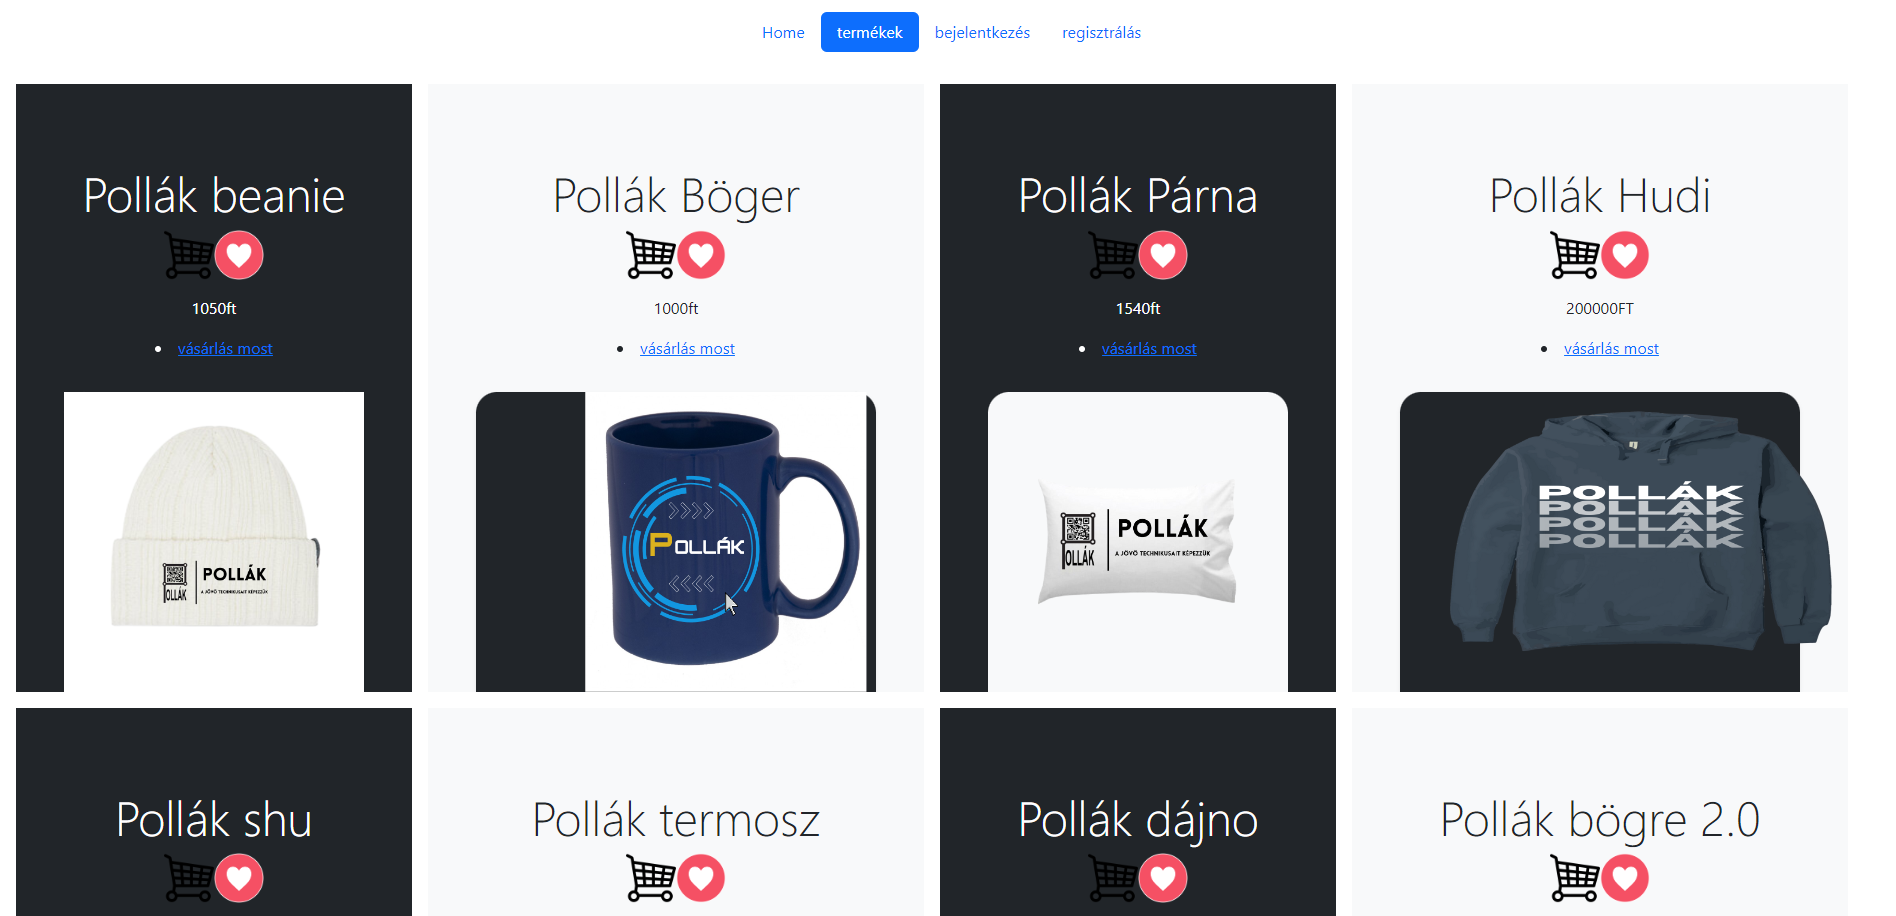 Home termékek bejelentkezés regisztrálás
Pollák beanie
1050ft
vásárlás most
POLLÁK
POLLÁK
A JÖVŐ TECHNIKUSAIT KÉPEZZÜK
Pollák Böger
1000ft
vásárlás most
>>>>
POLLÁK
<<<<
Pollák Párna
1540ft
vásárlás most
POLLÁK
POLLÁK
A JÖVŐ TECHNIKUSAIT KÉPEZZÜK
Pollák Hudi
200000FT
vásárlás most
POLLÁK
POLLÁK
POLLÁK
POLLÁK
Pollák shu
Pollák termosz
Pollák dájno
Pollák bögre 2.0